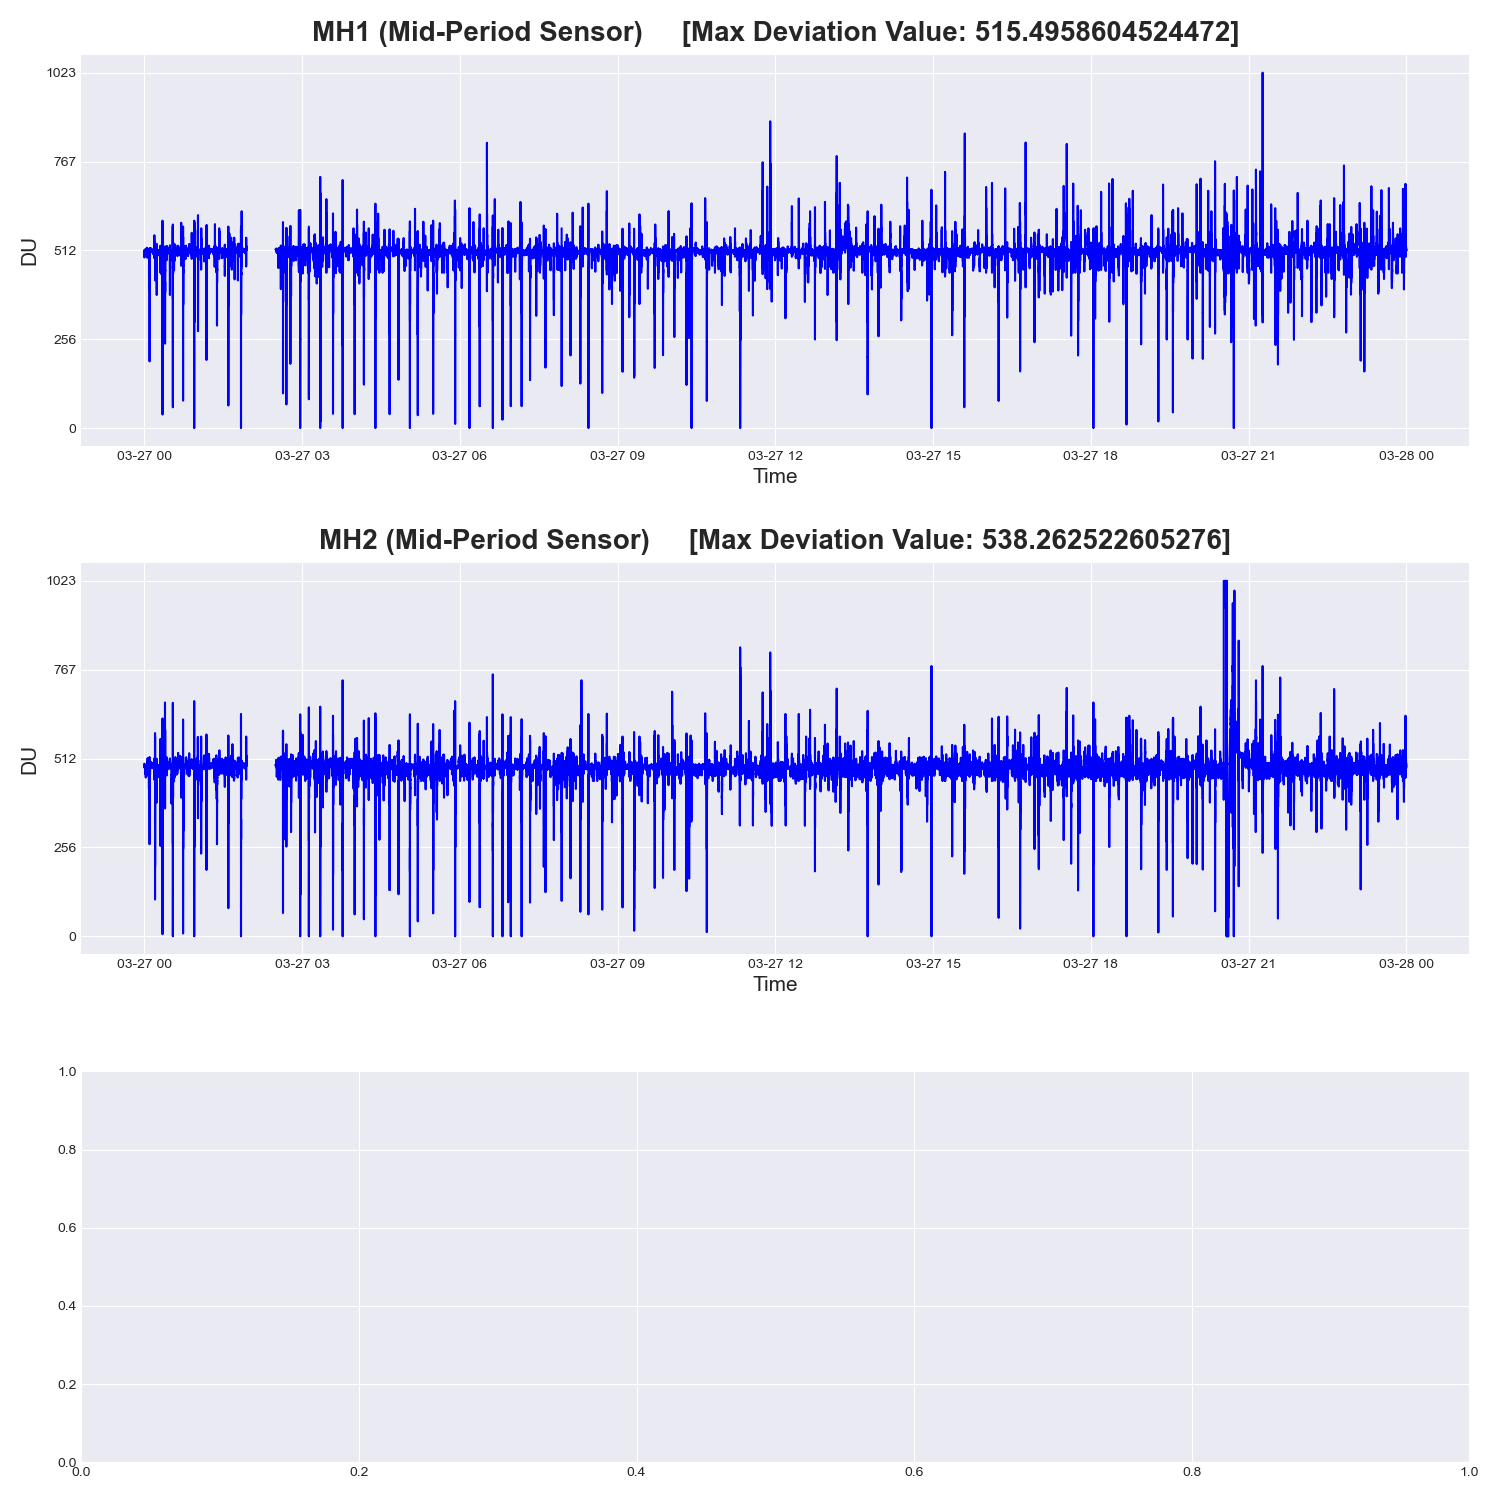 MH1 (Mid-Period Sensor) [Max Deviation Value: 515.4958604524472]
1023
767
512
256
0
DU
03-27 00 03-27 03 03-27 06 03-27 09 03-27 12 03-27 15 03-27 18 03-27 21 03-28 00
Time
MH2 (Mid-Period Sensor) [Max Deviation Value: 538.262522605276]
1023
767
512
256
0
DU
03-27 00 03-27 03 03-27 06 03-27 09 03-27 12 03-27 15 03-27 18 03-27 21 03-28 00
Time
1.0
0.8
0.6
0.4
0.2
0.0
0.0 0.2 0.4 0.6 0.8 1.0